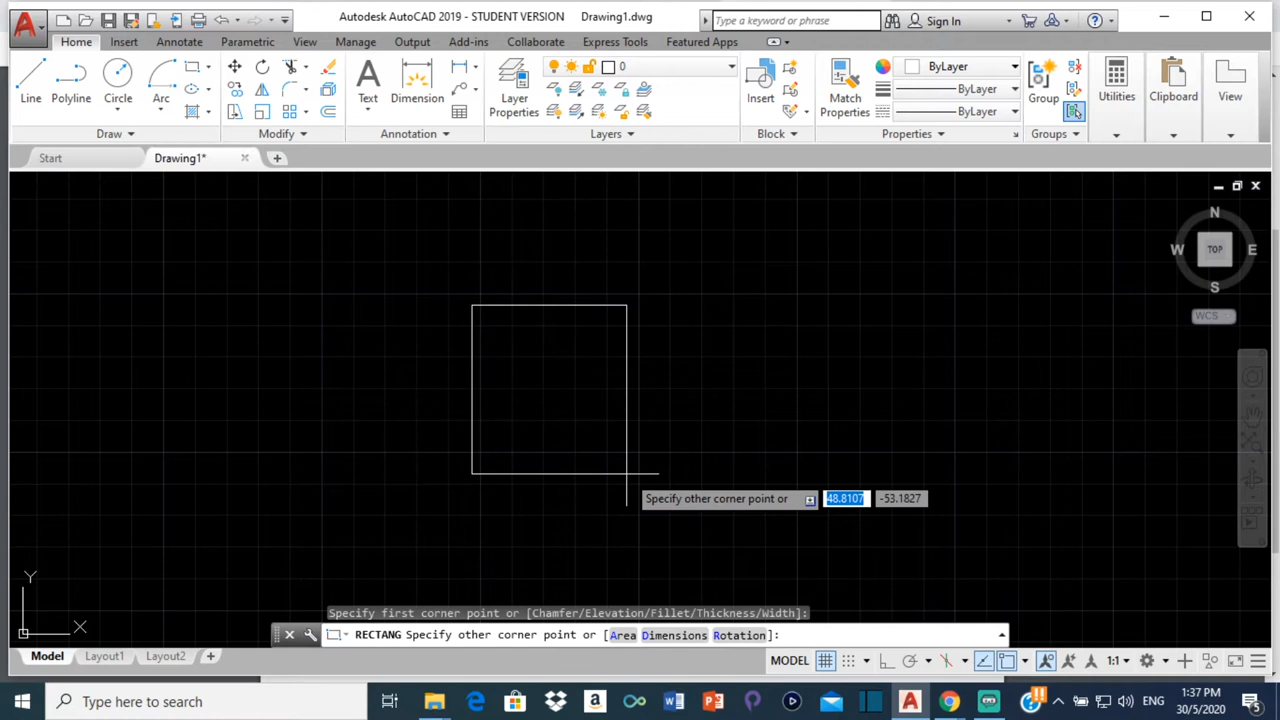 Autodesk AutoCAD 2019 - STUDENT VERSION Drawing1.dwg
Type a keyword or phrase
Sign In
Home Insert Annotate Parametric View Manage Output Add-ins Collaborate Express Tools Featured Apps
0
ByLayer
ByLayer
ByLayer
Line Polyline Circle Arc
Text Dimension
Layer Properties
Insert
Match Properties
Group
Utilities Clipboard View
Draw Modify Annotation Layers Block Properties Groups
Start Drawing1*
N
W TOP E
S
WCS
Specify other corner point or 48.8107 -53.1827
Y
X
Specify first corner point or [Chamfer/Elevation/Fillet/Thickness/Width]:
RECTANG Specify other corner point or [Area Dimensions Rotation]:
Model Layout1 Layout2
MODEL 1:1
Type here to search
ENG
1:37 PM
30/5/2020
5